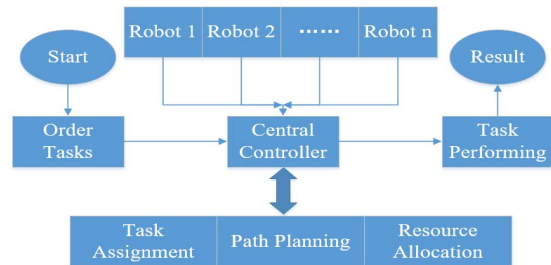 Robot 1 Robot 2 ...... Robot n
Start
Result
Order
Tasks
Central
Controller
Task
Performing
Task
Assignment
Path Planning
Resource
Allocation